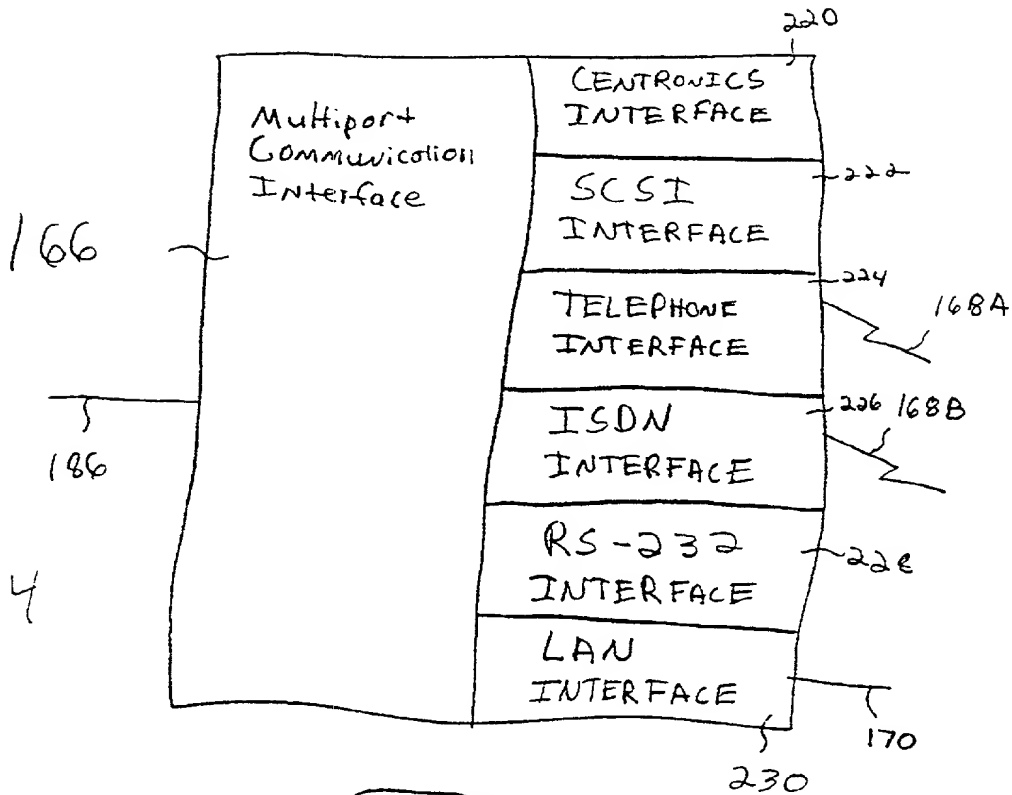 220
CENTRONICS
INTERFACE
Multiport
Communication
Interface
222
SCSI
INTERFACE
166
224
TELEPHONE
INTERFACE
168A
226
168B
ISDN
INTERFACE
186
RS-232
INTERFACE
228
4
LAN
INTERFACE
170
230